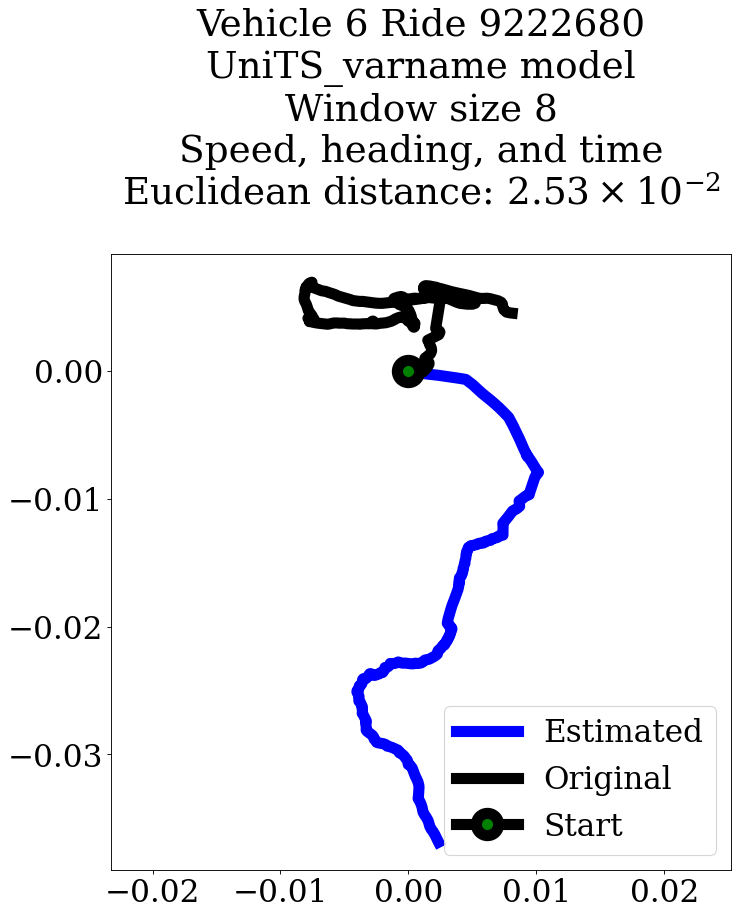 Vehicle 6 Ride 9222680
UniTS_varname model
Window size 8
Speed, heading, and time
Euclidean distance: 2.53 × 10⁻²
0.00
−0.01
−0.02
−0.03
Estimated
Original
Start
−0.02 −0.01 0.00 0.01 0.02